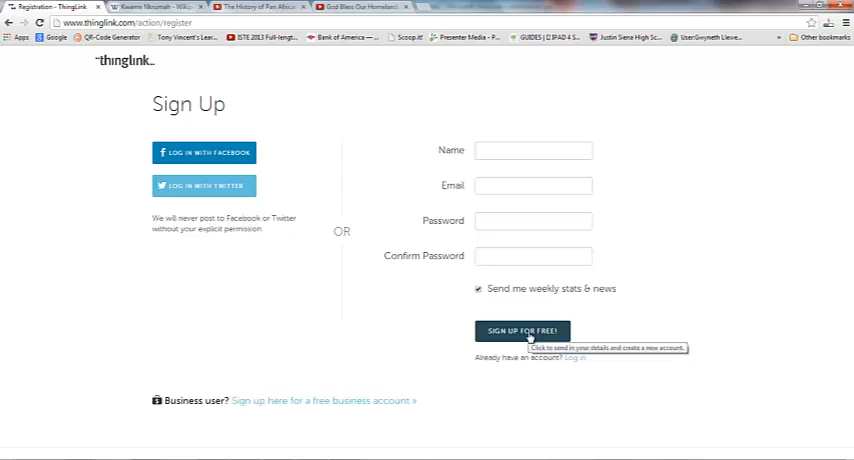 Registration - ThingLink
Kwame Nkrumah - Wikip
The History of Pan Africa
God Bless Our Homeland
www.thinglink.com/action/register
Apps
Google
QR-Code Generator
Tony Vincent's Lear...
ISTE 2013 Full-lengt...
Bank of America — ...
Scoop.it!
Presenter Media - P...
GUIDES | D IPAD 4 S...
Justin Siena High Sc...
User:Gwyneth Llewe...
»
Other bookmarks
thinglink..
Sign Up
LOG IN WITH FACEBOOK
LOG IN WITH TWITTER
We will never post to Facebook or Twitter
without your explicit permission.
OR
Name
Email
Password
Confirm Password
Send me weekly stats & news
SIGN UP FOR FREE!
Click to send in your details and create a new account.
Already have an account? Log in.
Business user? Sign up here for a free business account »